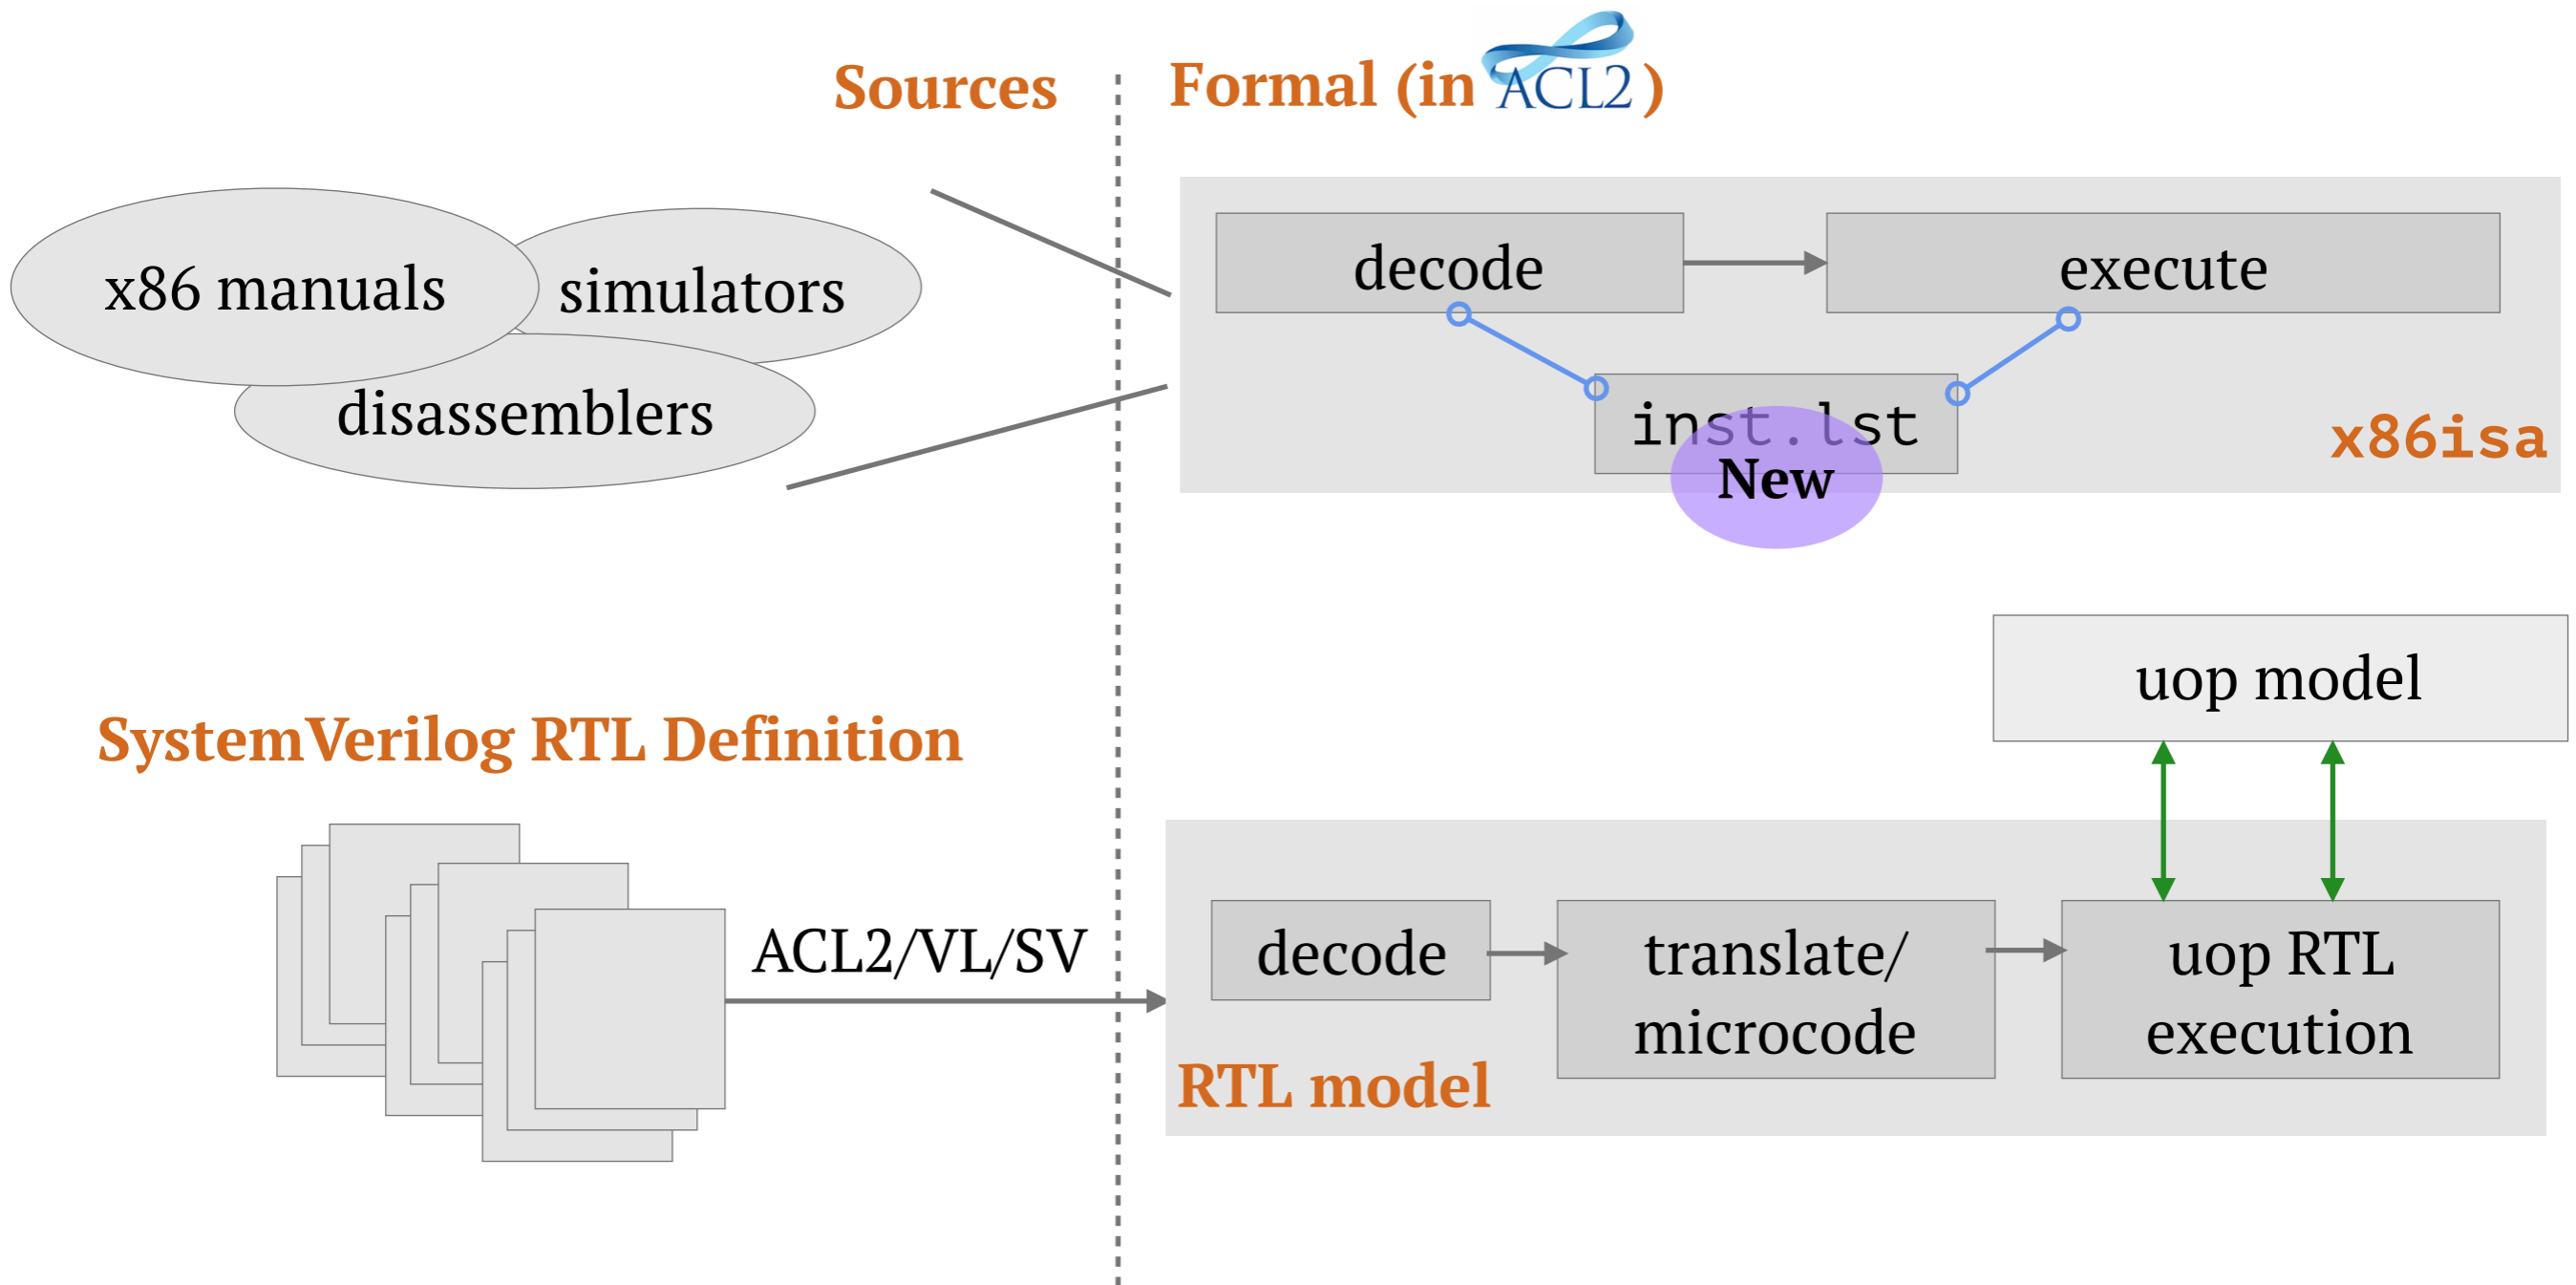 Sources
Formal (in ACL2 )
x86 manuals
simulators
disassemblers
decode
execute
inst.lst
New
x86isa
uop model
SystemVerilog RTL Definition
ACL2/VL/SV
decode
translate/
microcode
uop RTL
execution
RTL model